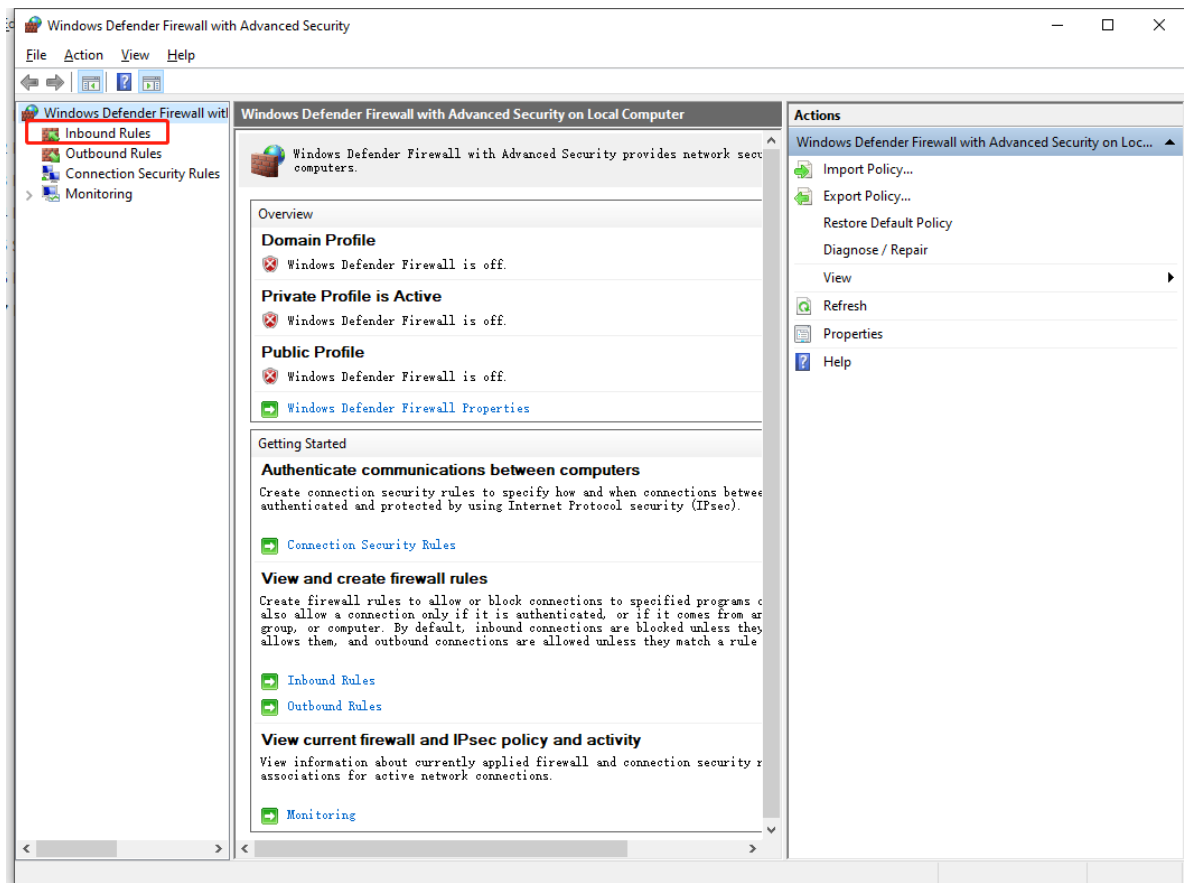 Windows Defender Firewall with Advanced Security
File Action View Help
Windows Defender Firewall witl
Inbound Rules
Outbound Rules
Connection Security Rules
Monitoring
Windows Defender Firewall with Advanced Security on Local Computer
Windows Defender Firewall with Advanced Security provides network secu
computers.
Overview
Domain Profile
Windows Defender Firewall is off.
Private Profile is Active
Windows Defender Firewall is off.
Public Profile
Windows Defender Firewall is off.
Windows Defender Firewall Properties
Getting Started
Authenticate communications between computers
Create connection security rules to specify how and when connections betwee
authenticated and protected by using Internet Protocol security (IPsec).
Connection Security Rules
View and create firewall rules
Create firewall rules to allow or block connections to specified programs o
also allow a connection only if it is authenticated, or if it comes from an
group, or computer. By default, inbound connections are blocked unless they
allows them, and outbound connections are allowed unless they match a rule
Inbound Rules
Outbound Rules
View current firewall and IPsec policy and activity
View information about currently applied firewall and connection security r
associations for active network connections.
Monitoring
Actions
Windows Defender Firewall with Advanced Security on Loc...
Import Policy...
Export Policy...
Restore Default Policy
Diagnose / Repair
View
Refresh
Properties
Help